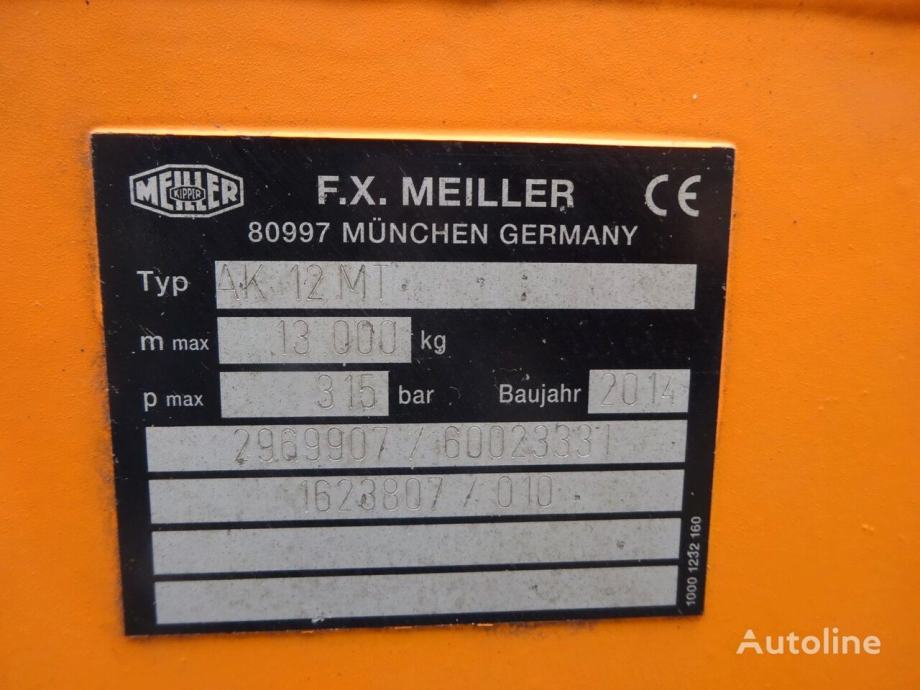 MEILLER
KIPPER
F.X. MEILLER CE
80997 MÜNCHEN GERMANY
Typ AK 12 MT
m max 13 000 kg
p max 315 bar Baujahr 2014
2969907 / 60023331
1623807 / 010
1000 1232 160
Autoline